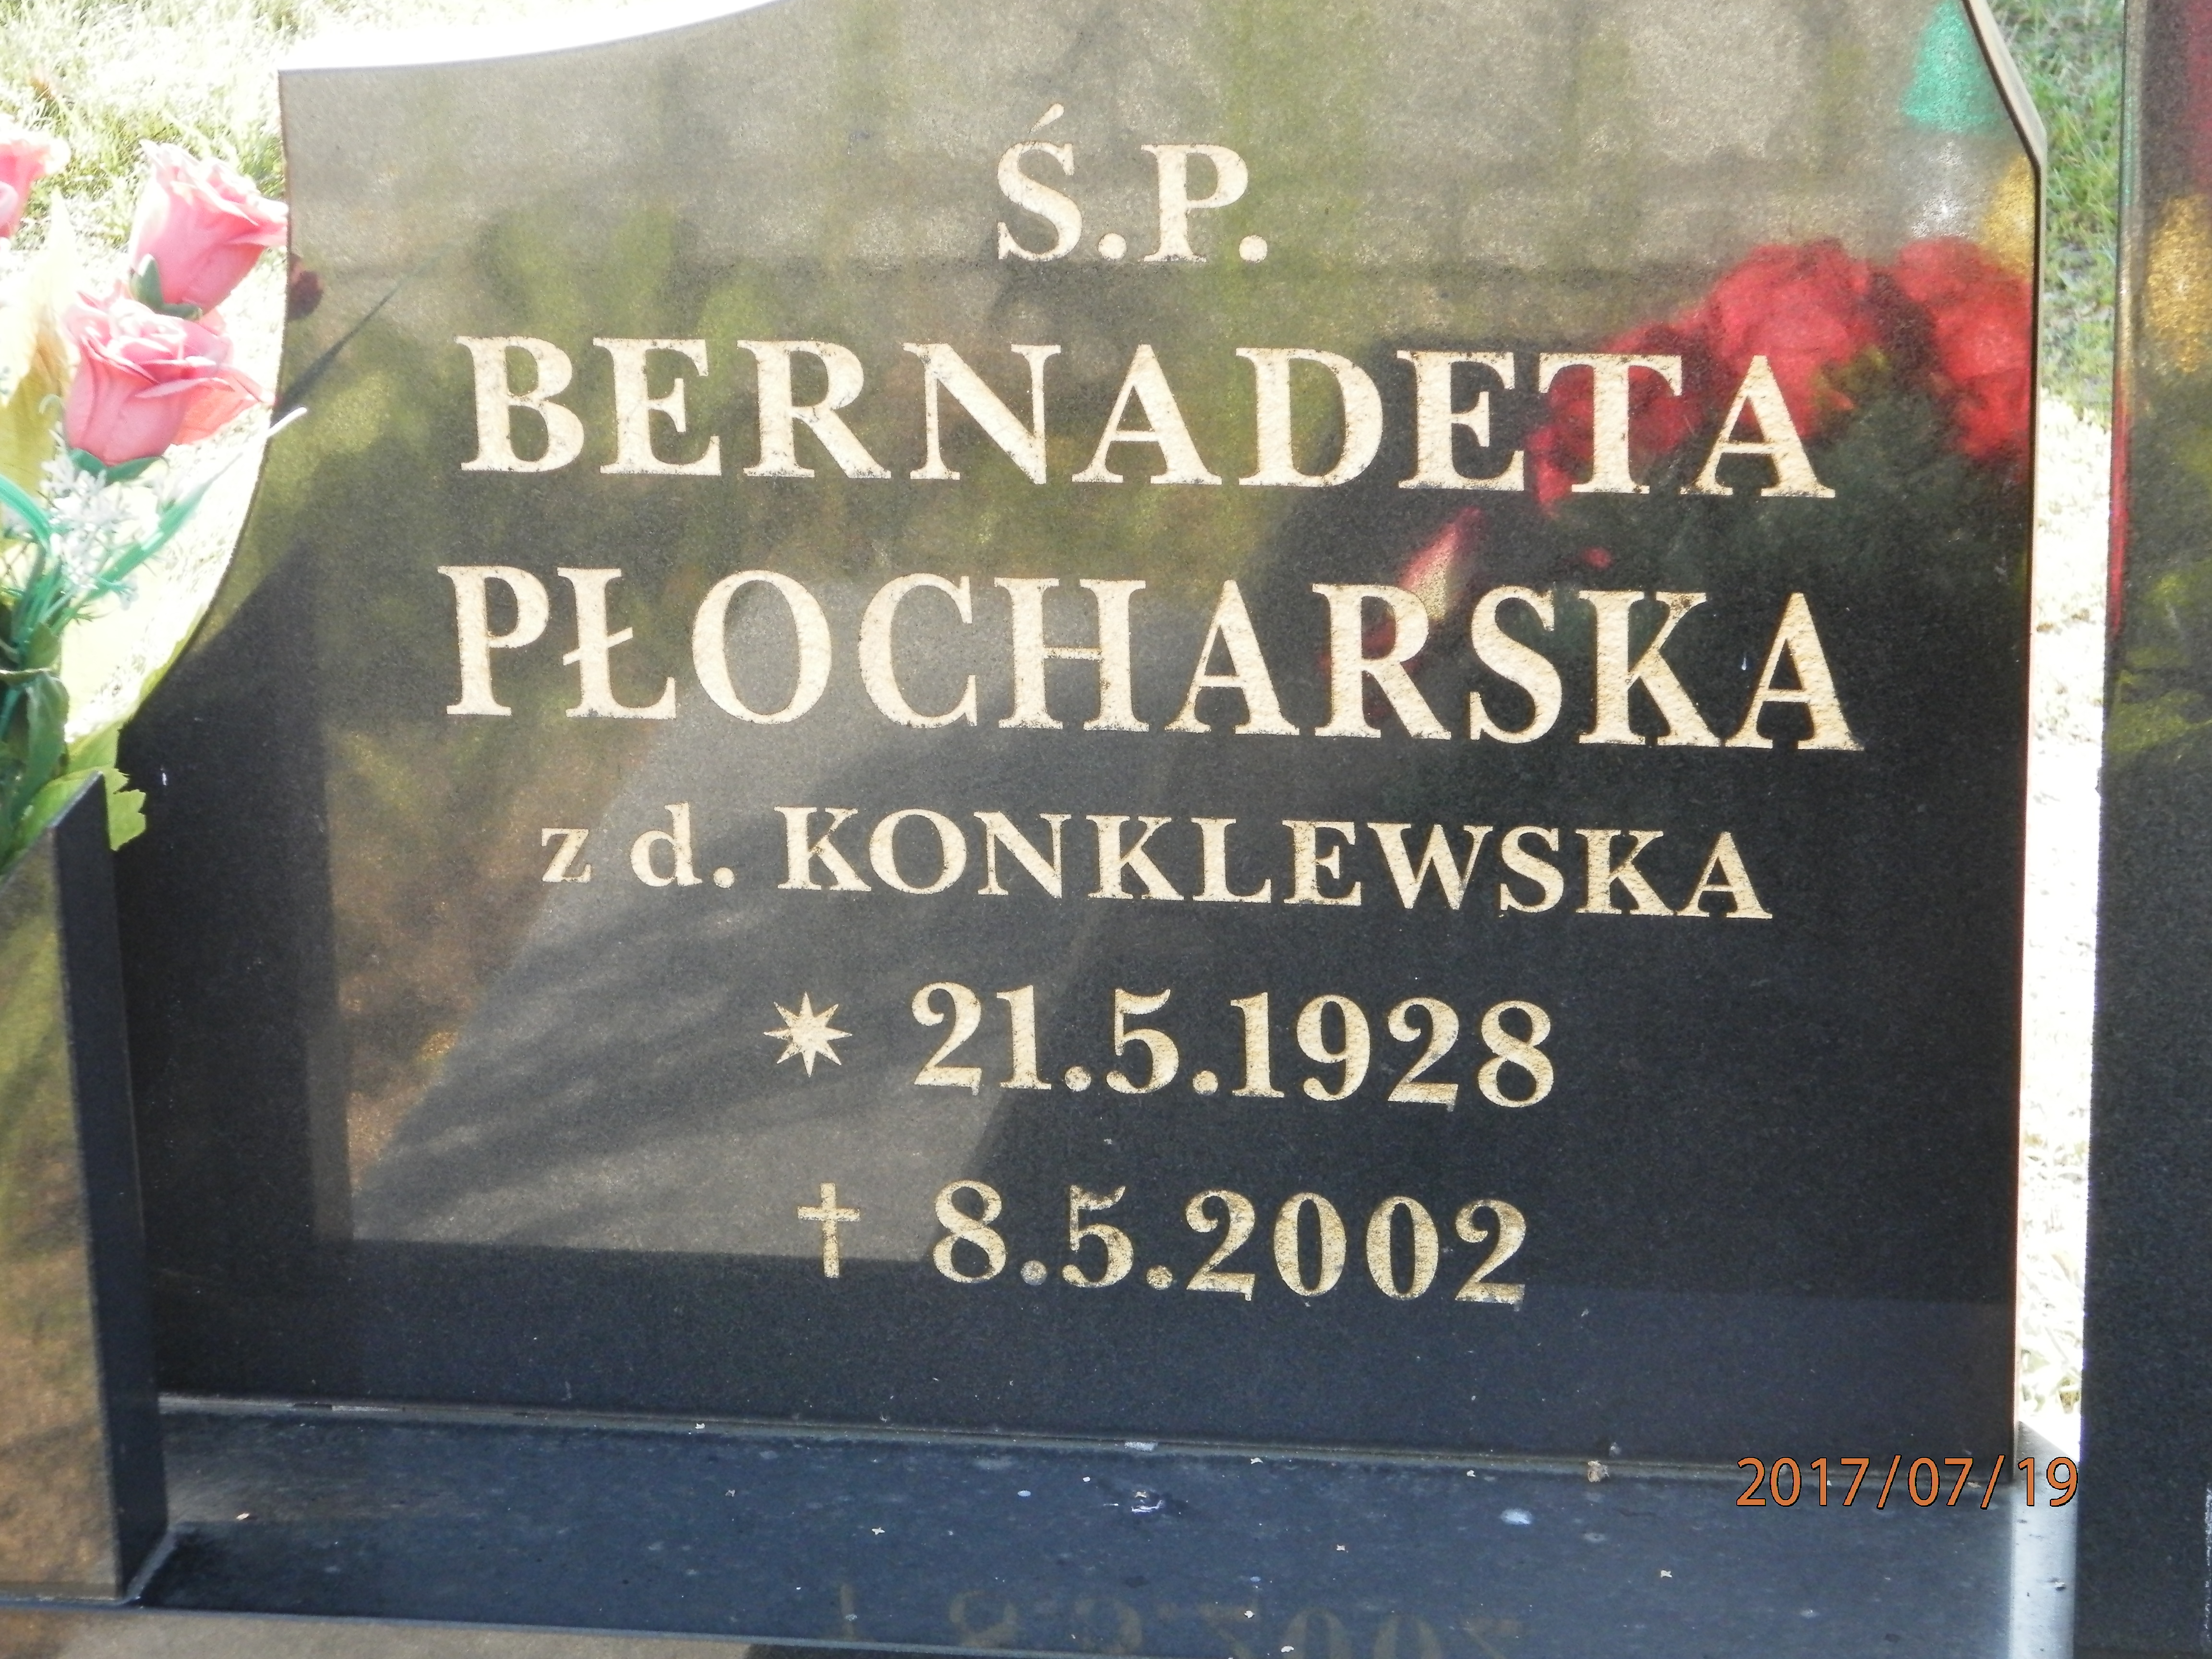 Ś.P.
BERNADETA
PŁOCHARSKA
z d. KONKLEWSKA
✷ 21.5.1928
† 8.5.2002
2017/07/19